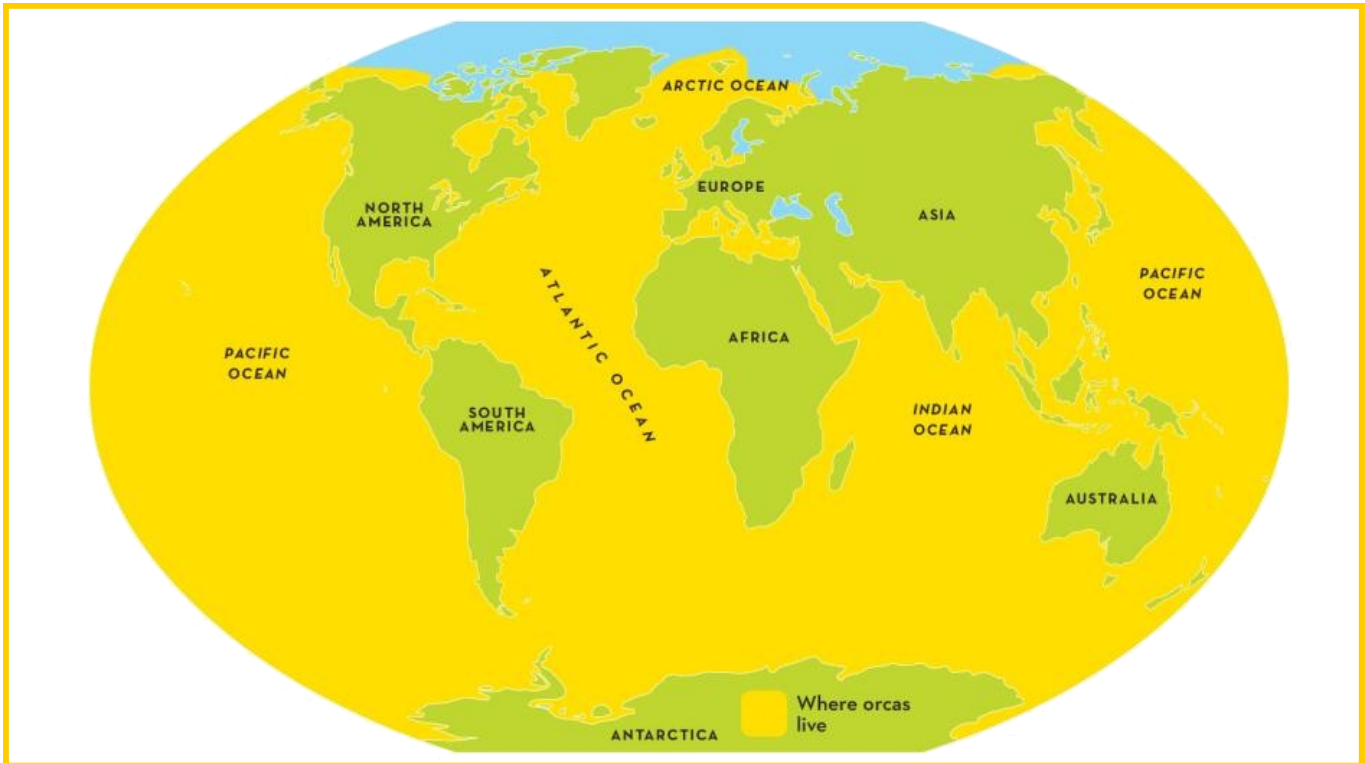 ARCTIC OCEAN
EUROPE
NORTH
AMERICA
ASIA
PACIFIC
OCEAN
ATLANTIC OCEAN
AFRICA
PACIFIC
OCEAN
SOUTH
AMERICA
INDIAN
OCEAN
AUSTRALIA
Where orcas
live
ANTARCTICA